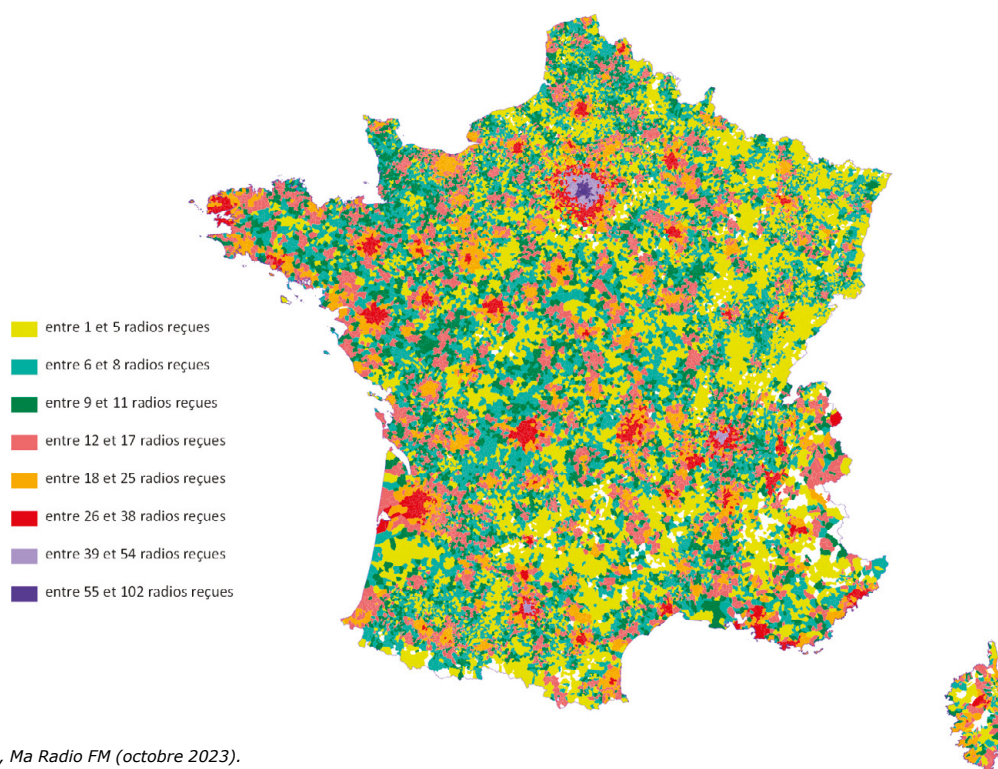 entre 1 et 5 radios reçues
entre 6 et 8 radios reçues
entre 9 et 11 radios reçues
entre 12 et 17 radios reçues
entre 18 et 25 radios reçues
entre 26 et 38 radios reçues
entre 39 et 54 radios reçues
entre 55 et 102 radios reçues
, Ma Radio FM (octobre 2023).